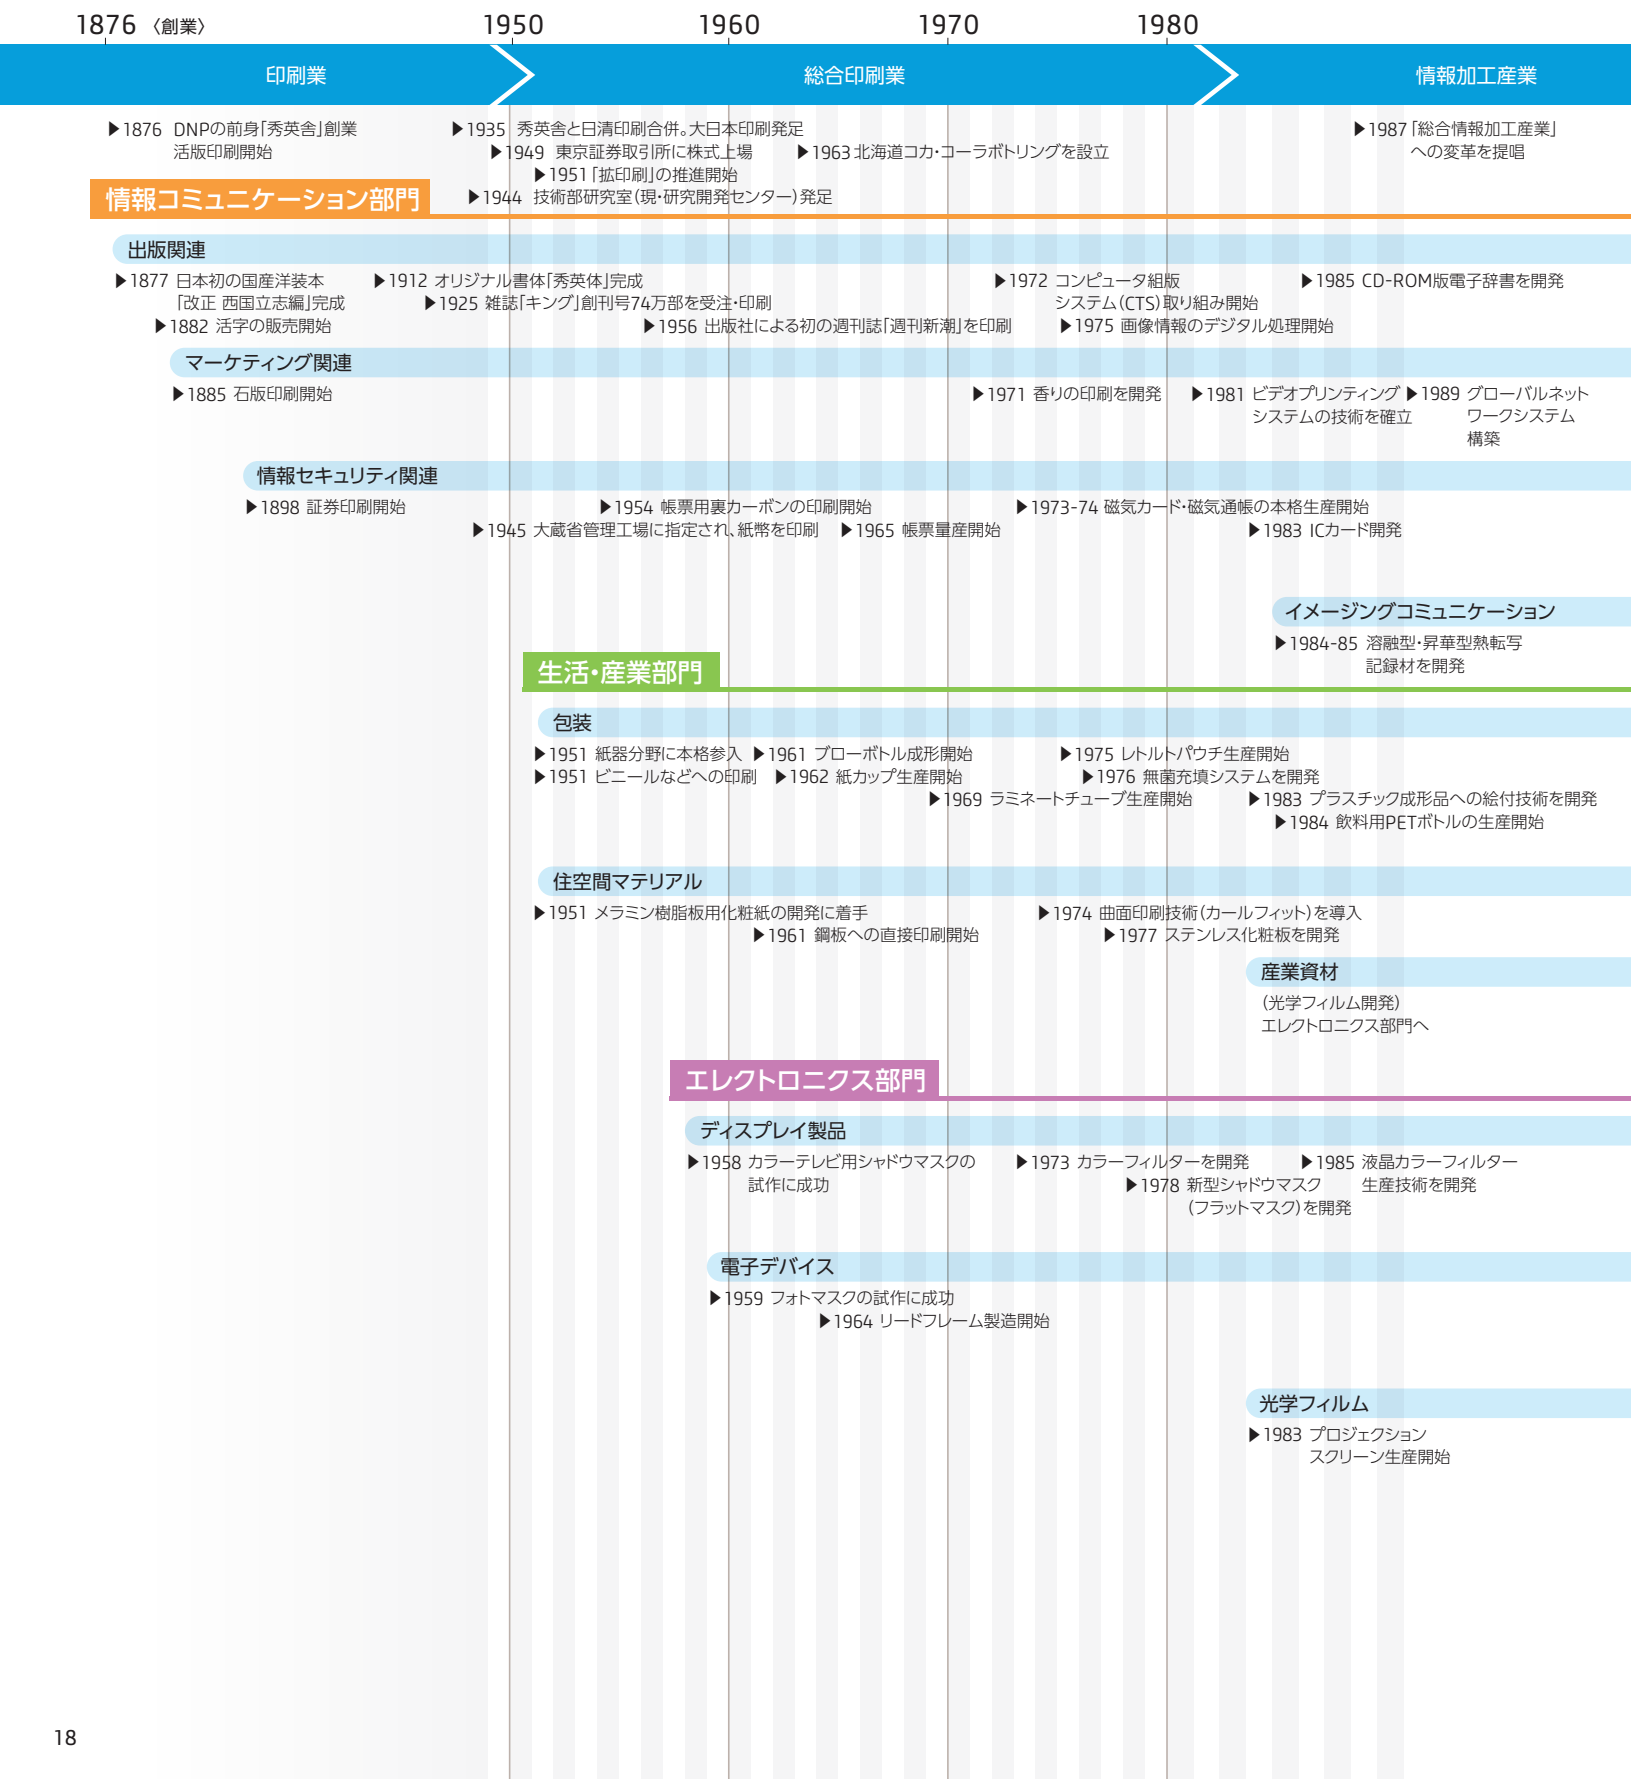 1876 〈創業〉 1950 1960 1970 1980
印刷業 総合印刷業 情報加工産業
▶1876 DNPの前身「秀英舎」創業
活版印刷開始
▶1935 秀英舎と日清印刷合併。大日本印刷発足
▶1949 東京証券取引所に株式上場
▶1951「拡印刷」の推進開始
▶1944 技術部研究室（現・研究開発センター）発足
▶1963 北海道コカ・コーラボトリングを設立
▶1987「総合情報加工産業」
への変革を提唱
情報コミュニケーション部門
出版関連
▶1877 日本初の国産洋装本
「改正 西国立志編」完成
▶1882 活字の販売開始
▶1912 オリジナル書体「秀英体」完成
▶1925 雑誌「キング」創刊号74万部を受注・印刷
▶1956 出版社による初の週刊誌「週刊新潮」を印刷
▶1972 コンピュータ組版
システム（CTS）取り組み開始
▶1975 画像情報のデジタル処理開始
▶1985 CD-ROM版電子辞書を開発
マーケティング関連
▶1885 石版印刷開始
▶1971 香りの印刷を開発
▶1981 ビデオプリンティング
システムの技術を確立
▶1989 グローバルネット
ワークシステム
構築
情報セキュリティ関連
▶1898 証券印刷開始
▶1945 大蔵省管理工場に指定され、紙幣を印刷
▶1954 帳票用裏カーボンの印刷開始
▶1965 帳票量産開始
▶1973-74 磁気カード・磁気通帳の本格生産開始
▶1983 ICカード開発
イメージングコミュニケーション
▶1984-85 溶融型・昇華型熱転写
記録材を開発
生活・産業部門
包装
▶1951 紙器分野に本格参入
▶1951 ビニールなどへの印刷
▶1961 ブローボトル成形開始
▶1962 紙カップ生産開始
▶1969 ラミネートチューブ生産開始
▶1975 レトルトパウチ生産開始
▶1976 無菌充填システムを開発
▶1983 プラスチック成形品への絵付技術を開発
▶1984 飲料用PETボトルの生産開始
住空間マテリアル
▶1951 メラミン樹脂板用化粧紙の開発に着手
▶1961 鋼板への直接印刷開始
▶1974 曲面印刷技術（カールフィット）を導入
▶1977 ステンレス化粧板を開発
産業資材
（光学フィルム開発）
エレクトロニクス部門へ
エレクトロニクス部門
ディスプレイ製品
▶1958 カラーテレビ用シャドウマスクの
試作に成功
▶1973 カラーフィルターを開発
▶1978 新型シャドウマスク
（フラットマスク）を開発
▶1985 液晶カラーフィルター
生産技術を開発
電子デバイス
▶1959 フォトマスクの試作に成功
▶1964 リードフレーム製造開始
光学フィルム
▶1983 プロジェクション
スクリーン生産開始
18